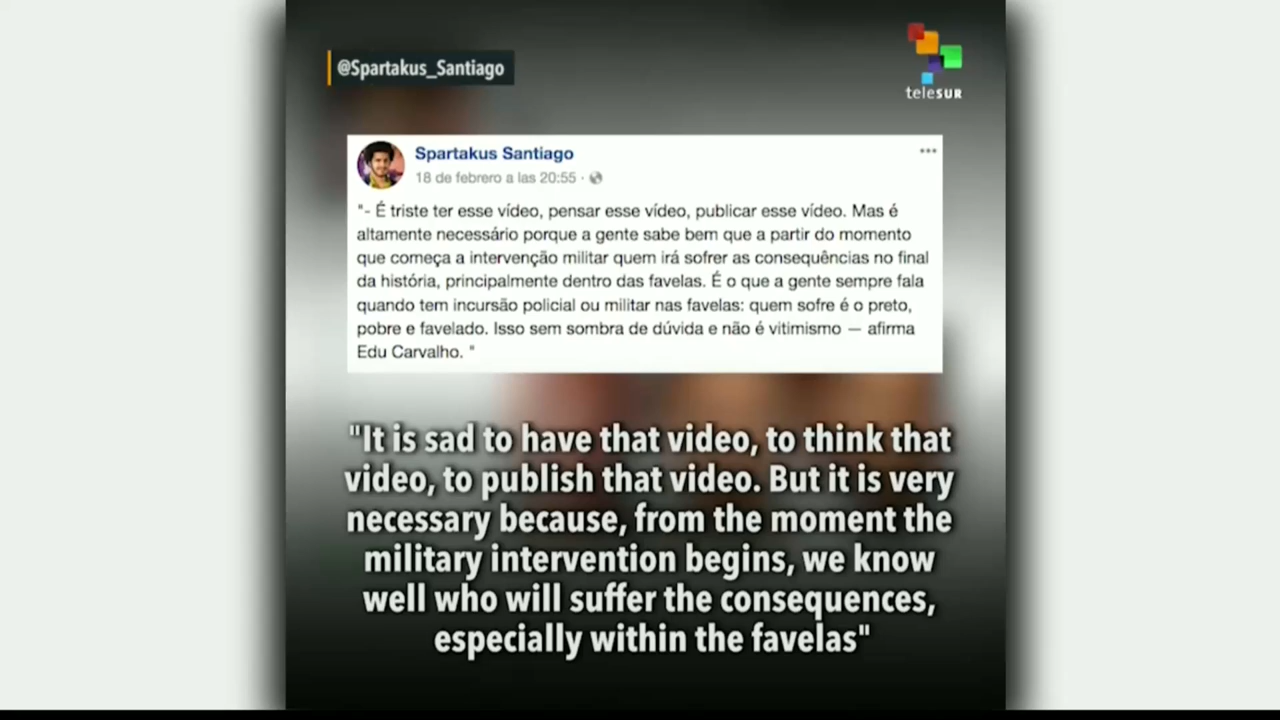 @Spartakus_Santiago
teleSUR
Spartakus Santiago
18 de febrero a las 20:55 ·
"- É triste ter esse vídeo, pensar esse vídeo, publicar esse vídeo. Mas é
altamente necessário porque a gente sabe bem que a partir do momento
que começa a intervenção militar quem irá sofrer as consequências no final
da história, principalmente dentro das favelas. É o que a gente sempre fala
quando tem incursão policial ou militar nas favelas: quem sofre é o preto,
pobre e favelado. Isso sem sombra de dúvida e não é vitimismo — afirma
Edu Carvalho. "
"It is sad to have that video, to think that
video, to publish that video. But it is very
necessary because, from the moment the
military intervention begins, we know
well who will suffer the consequences,
especially within the favelas"